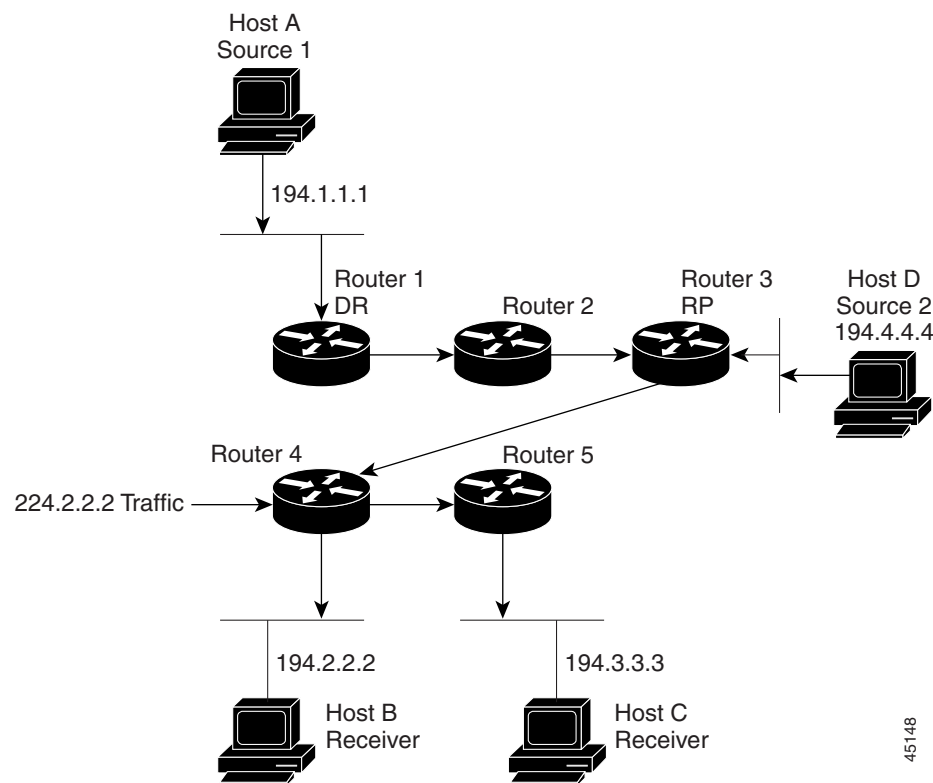 Host A
Source 1
194.1.1.1
Router 1
DR
Router 2
Router 3
RP
Host D
Source 2
194.4.4.4
Router 4
Router 5
224.2.2.2 Traffic
194.2.2.2
194.3.3.3
Host B
Receiver
Host C
Receiver
45148